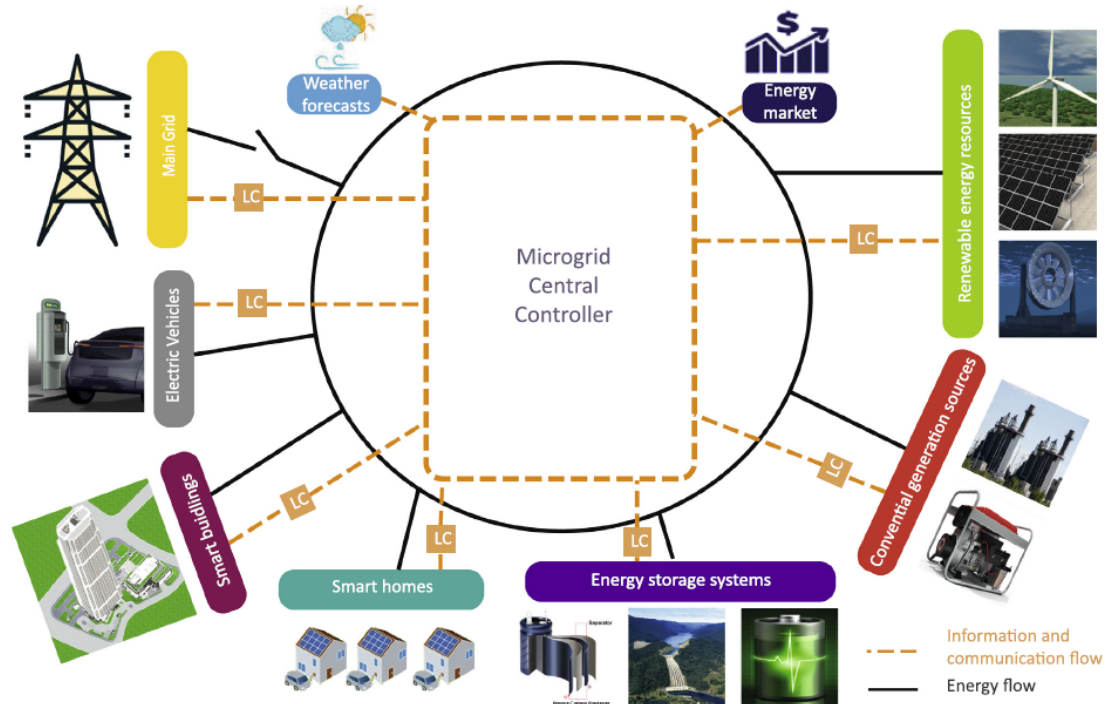 Weather
forecasts
$
Energy
market
Main Grid
LC
Renewable energy resources
LC
Microgrid
Central
Controller
Electric Vehicles
LC
Convential generation sources
LC
Smart buidlings
LC
Smart homes
LC
Energy storage systems
LC
Separator
Information and
communication flow
Energy flow